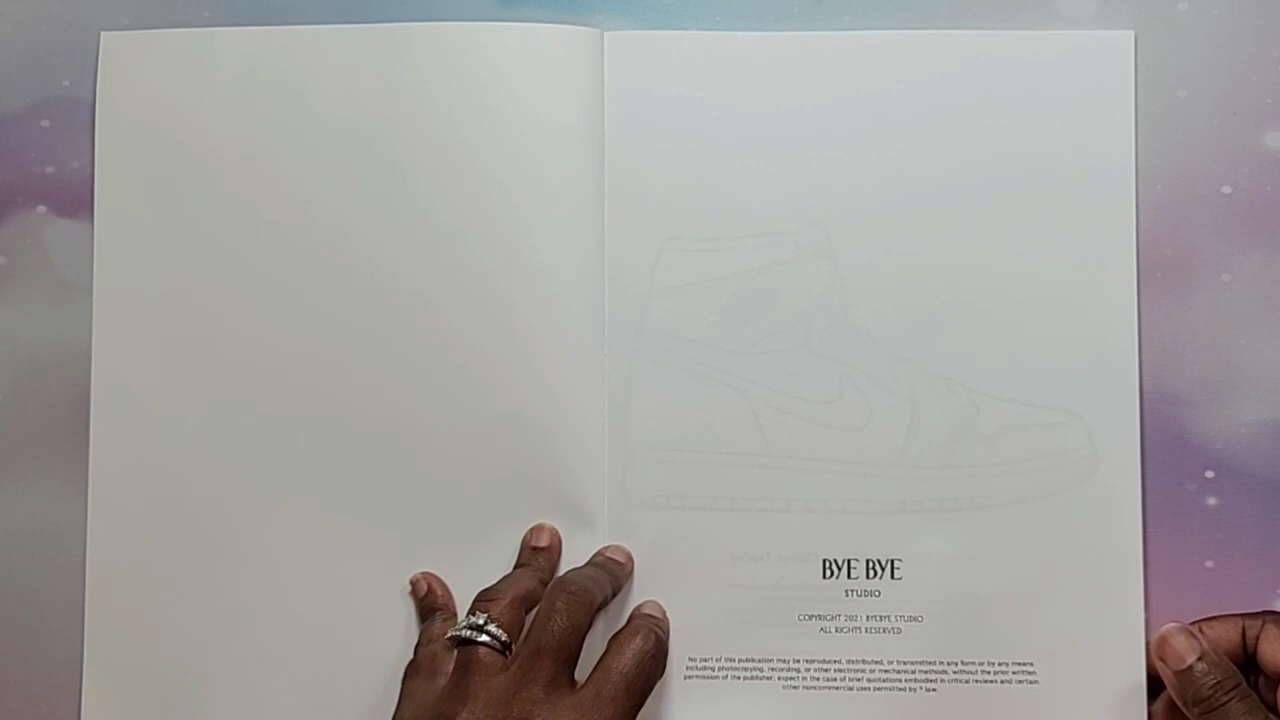 BYE BYE
STUDIO
COPYRIGHT 2021 BYEBYE STUDIO
ALL RIGHTS RESERVED
No part of this publication may be reproduced, distributed, or transmitted in any form or by any means
including photocopying, recording, or other electronic or mechanical methods, without the prior written
permission of the publisher, expect in the case of brief quotations embodied in critical reviews and certain
other noncommercial uses permitted by * law.